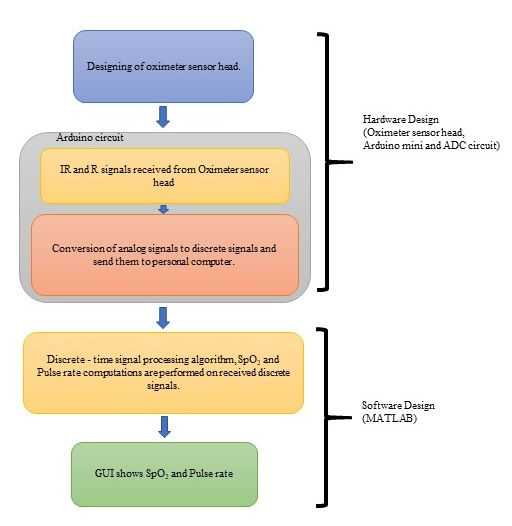 Designing of oximeter sensor head.
Arduino circuit
IR and R signals received from Oximeter sensor
head
Conversion of analog signals to discrete signals and
send them to personal computer.
Hardware Design
(Oximeter sensor head,
Arduino mini and ADC circuit)
Discrete - time signal processing algorithm, SpO₂ and
Pulse rate computations are performed on received discrete
signals.
GUI shows SpO₂ and Pulse rate
Software Design
(MATLAB)